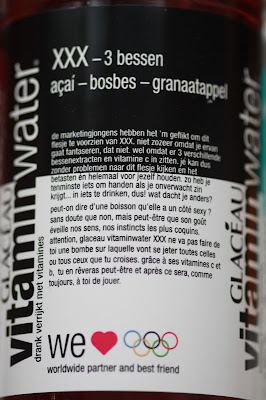 XXX – 3 bessen
açaí – bosbes – granaatappel
de marketingjongens hebben het 'm geflikt om dit
flesje te voorzien van XXX. niet zozeer omdat je ervan
gaat fantaseren, dat niet. wel omdat er 3 verschillende
bessenextracten en vitamine c in zitten. je kan dus
zonder problemen naar dit flesje kijken en het
betasten én helemaal voor jezelf houden. zo heb je
tenminste iets om handen als je onverwacht zin
krijgt... in iets te drinken, dus! wat dacht je anders?
peut-on dire d'une boisson qu'elle a un côté sexy ?
sans doute que non, mais peut-être que son goût
éveille nos sens, nos instincts les plus coquins.
attention, glaceau vitaminwater XXX ne va pas faire de
toi une bombe sur laquelle vont se jeter toutes celles
ou tous ceux que tu croises. grâce à ses vitamines c et
b, tu en rêveras peut-être et après ce sera, comme
toujours, à toi de jouer.
we
worldwide partner and best friend
GLACÉAU
vitaminwater
drank verrijkt met vitamines
GLACÉAU
vitaminwater